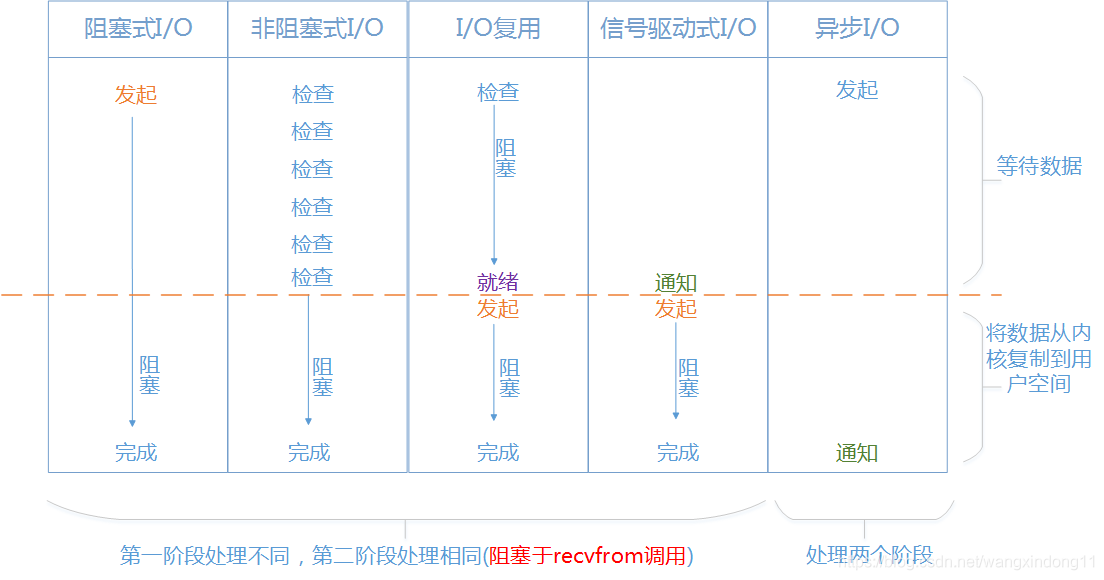 阻塞式I/O
非阻塞式I/O
I/O复用
信号驱动式I/O
异步I/O
发起
检查
检查
发起
检查
阻塞
检查
等待数据
检查
检查
检查
就绪
通知
发起
发起
将数据从内
核复制到用
户空间
阻塞
阻塞
阻塞
阻塞
完成
完成
完成
完成
通知
第一阶段处理不同，第二阶段处理相同(阻塞于recvfrom调用)
处理两个阶段
https://blog.csdn.net/wangxindong11